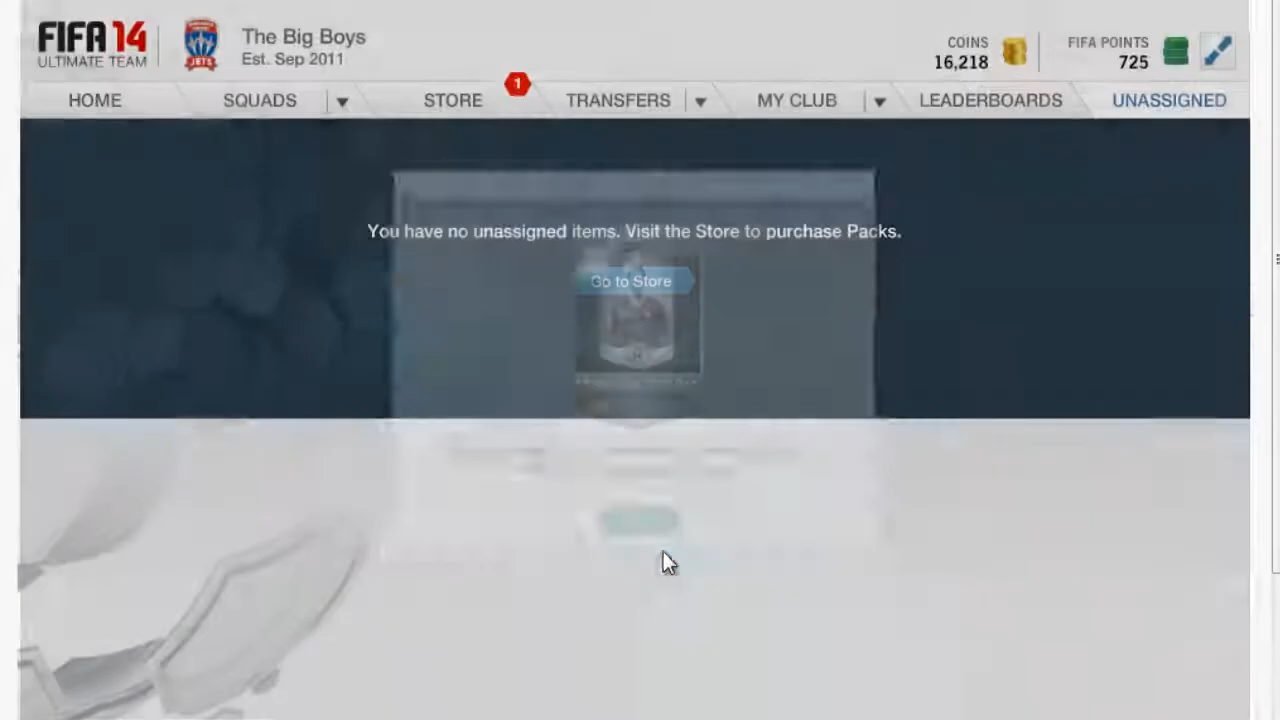 FIFA 14
ULTIMATE TEAM
JETS
The Big Boys
Est. Sep 2011
COINS
16,218
FIFA POINTS
725
HOME
SQUADS
STORE
1
TRANSFERS
MY CLUB
LEADERBOARDS
UNASSIGNED
You have no unassigned items. Visit the Store to purchase Packs.
Go to Store